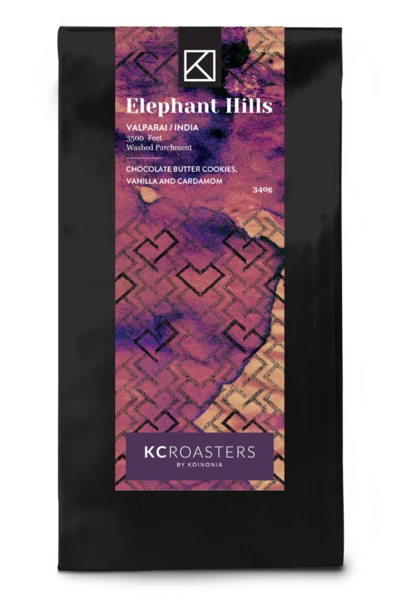 Elephant Hills
VALPARAI / INDIA
3500 Feet
Washed Parchment
CHOCOLATE BUTTER COOKIES,
VANILLA AND CARDAMOM
340g
KCROASTERS
BY KOINONIA